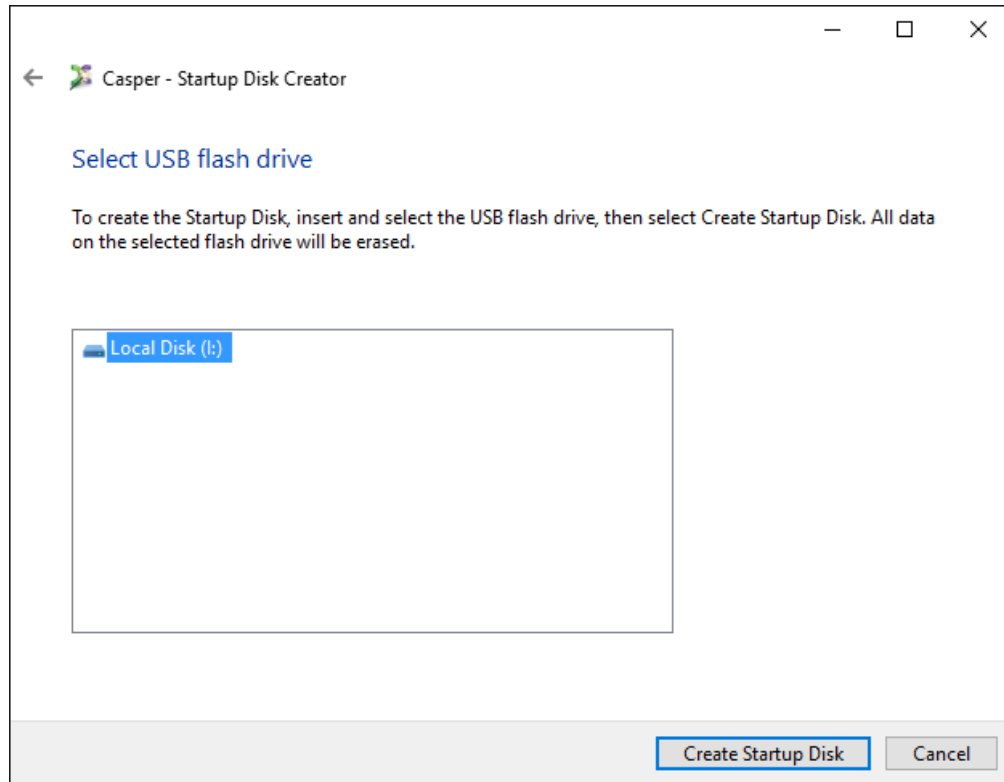 Casper - Startup Disk Creator
Select USB flash drive
To create the Startup Disk, insert and select the USB flash drive, then select Create Startup Disk. All data
on the selected flash drive will be erased.
Local Disk (I:)
Create Startup Disk
Cancel